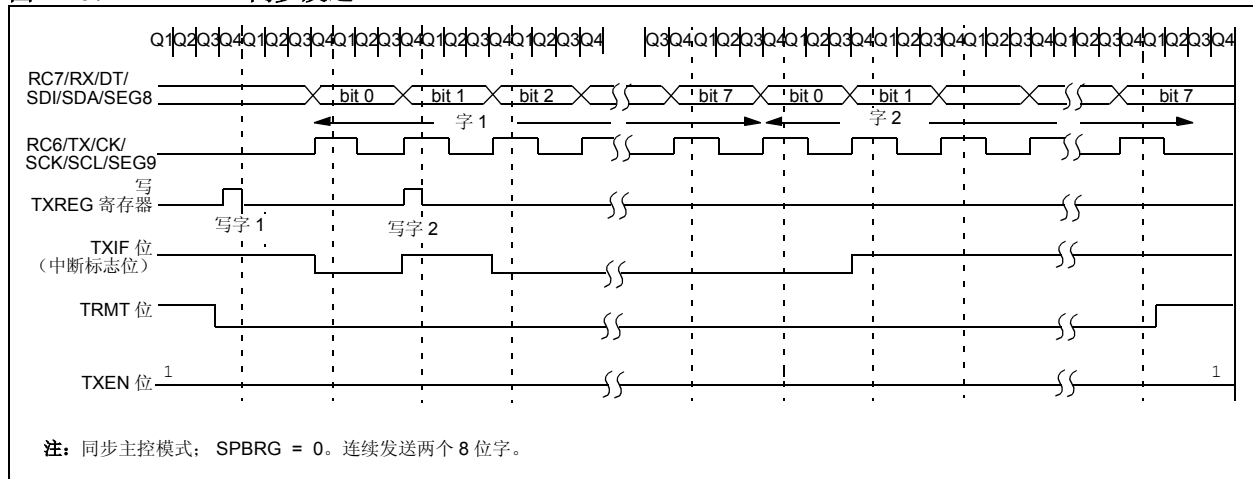 Q1Q2Q3Q4Q1Q2Q3Q4Q1Q2Q3Q4Q1Q2Q3Q4Q1Q2Q3Q4 Q3Q4Q1Q2Q3Q4Q1Q2Q3Q4Q1Q2Q3Q4Q1Q2Q3Q4Q1Q2Q3Q4Q1Q2Q3Q4
RC7/RX/DT/
SDI/SDA/SEG8
bit 0 bit 1 bit 2 bit 7 bit 0 bit 1 bit 7
字 1 字 2
RC6/TX/CK/
SCK/SCL/SEG9
写
TXREG 寄存器
写字 1 写字 2
TXIF 位
（中断标志位）
TRMT 位
TXEN 位 1 1
注：同步主控模式； SPBRG = 0。连续发送两个 8 位字。